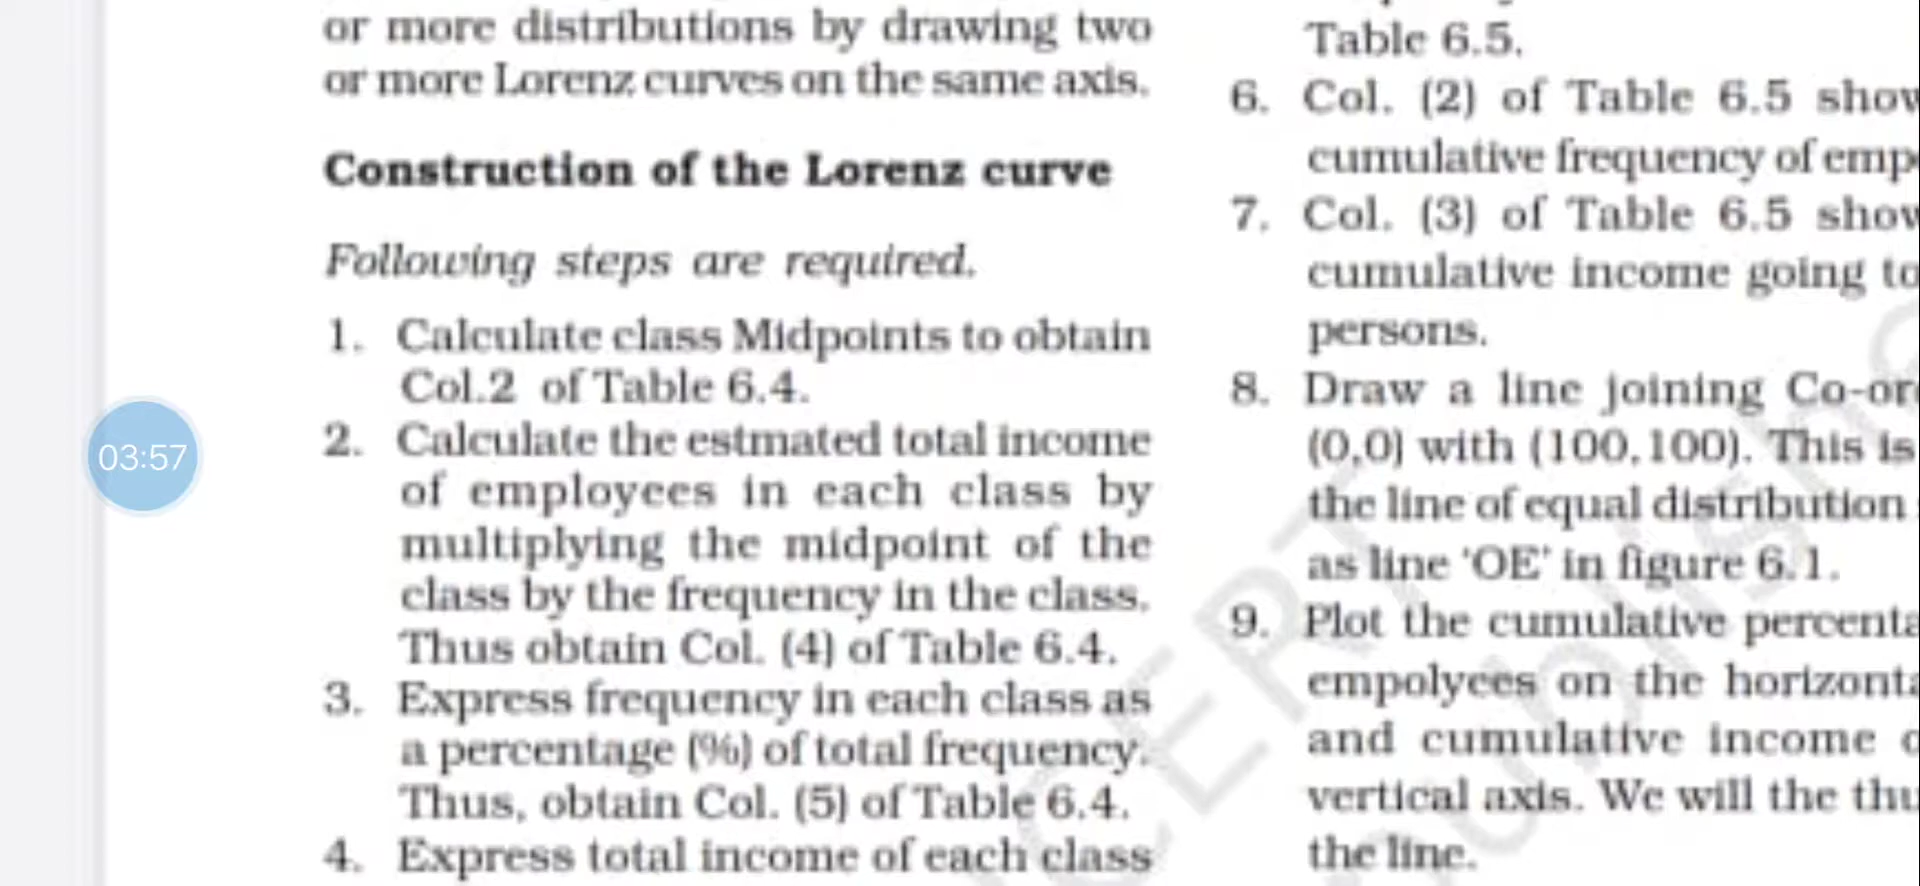 or more distributions by drawing two
or more Lorenz curves on the same axis.
Construction of the Lorenz curve
Following steps are required.
1. Calculate class Midpoints to obtain
Col.2 of Table 6.4.
2. Calculate the estmated total income
of employees in each class by
multiplying the midpoint of the
class by the frequency in the class.
Thus obtain Col. (4) of Table 6.4.
3. Express frequency in each class as
a percentage (%) of total frequency.
Thus, obtain Col. (5) of Table 6.4.
4. Express total income of each class
Table 6.5.
6. Col. (2) of Table 6.5
cumulative frequency of
7. Col. (3) of Table 6.5
cumulative income going to
persons.
8. Draw a line joining
(0,0) with (100,100). This is
the line of equal distribution
as line ‘OE’ in figure 6.1.
9. Plot the cumulative
empolyees on the
and cumulative income
vertical axis. We will the
the line.
03:57